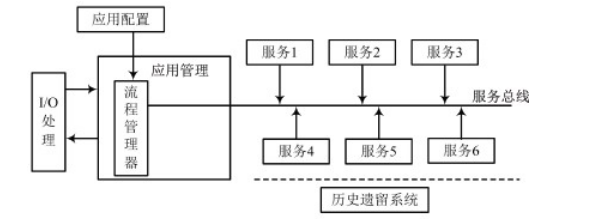 应用配置
应用管理
服务1
服务2
服务3
I/O
处
理
流
程
管
理
器
服务总线
服务4
服务5
服务6
历史遗留系统